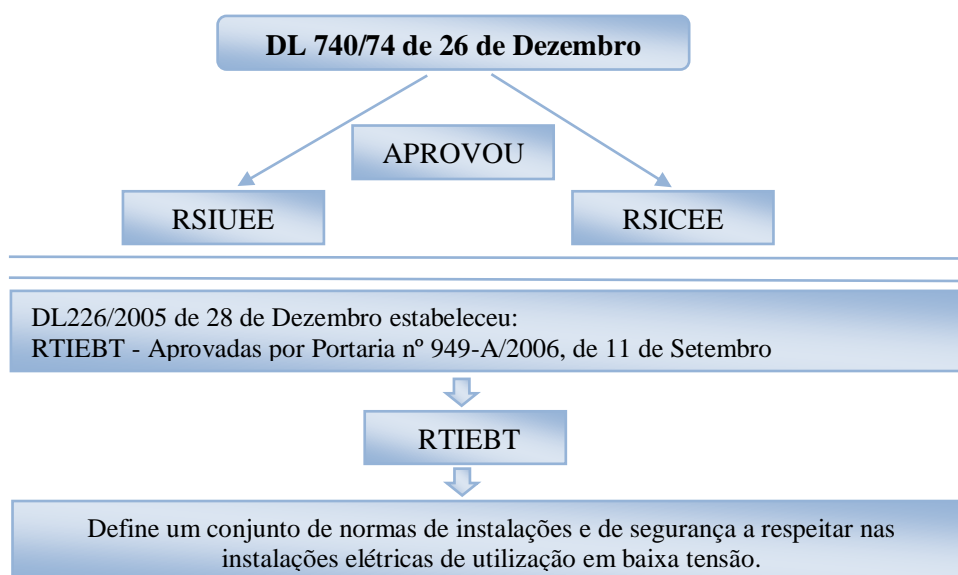 DL 740/74 de 26 de Dezembro
APROVOU
RSIUEE
RSICEE
DL226/2005 de 28 de Dezembro estabeleceu:
RTIEBT - Aprovadas por Portaria nº 949-A/2006, de 11 de Setembro
RTIEBT
Define um conjunto de normas de instalações e de segurança a respeitar nas
instalações elétricas de utilização em baixa tensão.